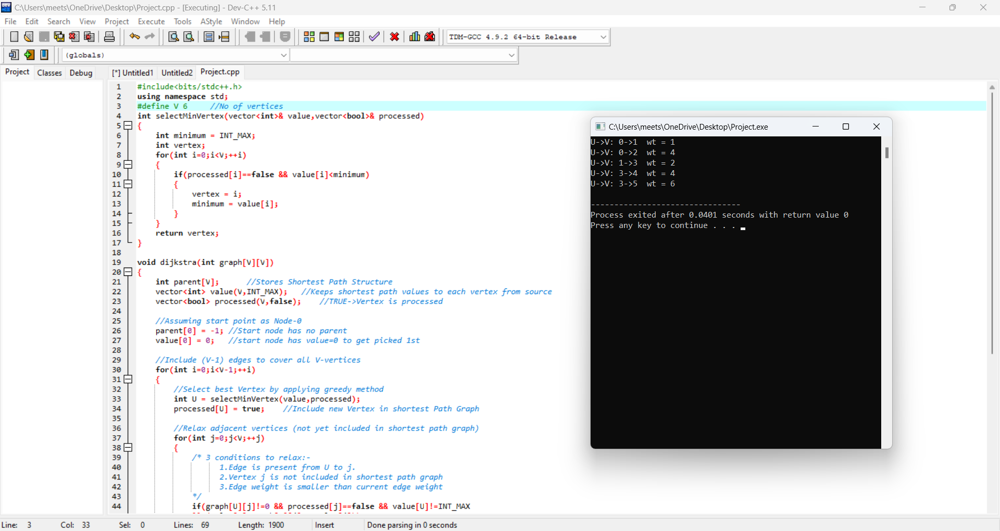 C:\Users\meets\OneDrive\Desktop\Project.cpp - [Executing] - Dev-C++ 5.11
File Edit Search View Project Execute Tools AStyle Window Help
TDM-GCC 4.9.2 64-bit Release
(globals)
Project Classes Debug
[*] Untitled1 Untitled2 Project.cpp
1 #include<bits/stdc++.h>
2 using namespace std;
3 #define V 6 //No of vertices
4 int selectMinVertex(vector<int>& value,vector<bool>& processed)
5 {
6 int minimum = INT_MAX;
7 int vertex;
8 for(int i=0;i<V;++i)
9 {
10 if(processed[i]==false && value[i]<minimum)
11 {
12 vertex = i;
13 minimum = value[i];
14 }
15 }
16 return vertex;
17 }
18
19 void dijkstra(int graph[V][V])
20 {
21 int parent[V]; //Stores Shortest Path Structure
22 vector<int> value(V,INT_MAX); //Keeps shortest path values to each vertex from source
23 vector<bool> processed(V,false); //TRUE->Vertex is processed
24
25 //Assuming start point as Node-0
26 parent[0] = -1; //Start node has no parent
27 value[0] = 0; //start node has value=0 to get picked 1st
28
29 //Include (V-1) edges to cover all V-vertices
30 for(int i=0;i<V-1;++i)
31 {
32 //Select best Vertex by applying greedy method
33 int U = selectMinVertex(value,processed);
34 processed[U] = true; //Include new Vertex in shortest Path Graph
35
36 //Relax adjacent vertices (not yet included in shortest path graph)
37 for(int j=0;j<V;++j)
38 {
39 /* 3 conditions to relax:-
40 1.Edge is present from U to j.
41 2.Vertex j is not included in shortest path graph
42 3.Edge weight is smaller than current edge weight
43 */
44 if(graph[U][j]!=0 && processed[j]==false && value[U]!=INT_MAX
C:\Users\meets\OneDrive\Desktop\Project.exe
U->V: 0->1 wt = 1
U->V: 0->2 wt = 4
U->V: 1->3 wt = 2
U->V: 3->4 wt = 4
U->V: 3->5 wt = 6
--------------------------------
Process exited after 0.0401 seconds with return value 0
Press any key to continue . . .
Line: 3 Col: 33 Sel: 0 Lines: 69 Length: 1900 Insert Done parsing in 0 seconds